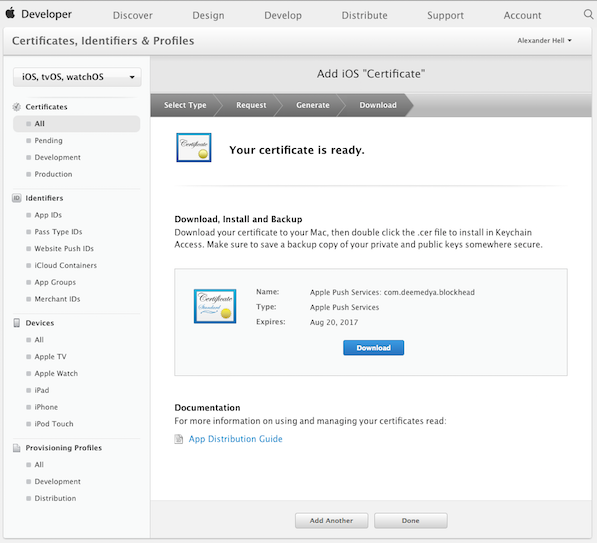 Developer Discover Design Develop Distribute Support Account
Certificates, Identifiers & Profiles
Alexander Hell
iOS, tvOS, watchOS
Certificates
All
Pending
Development
Production
Identifiers
App IDs
Pass Type IDs
Website Push IDs
iCloud Containers
App Groups
Merchant IDs
Devices
All
Apple TV
Apple Watch
iPad
iPhone
iPod Touch
Provisioning Profiles
All
Development
Distribution
Add iOS "Certificate"
Select Type Request Generate Download
Certificate
Your certificate is ready.
Download, Install and Backup
Download your certificate to your Mac, then double click the .cer file to install in Keychain
Access. Make sure to save a backup copy of your private and public keys somewhere secure.
Certificate
Standard
Name: Apple Push Services: com.deemedya.blockhead
Type: Apple Push Services
Expires: Aug 20, 2017
Download
Documentation
For more information on using and managing your certificates read:
App Distribution Guide
Add Another Done